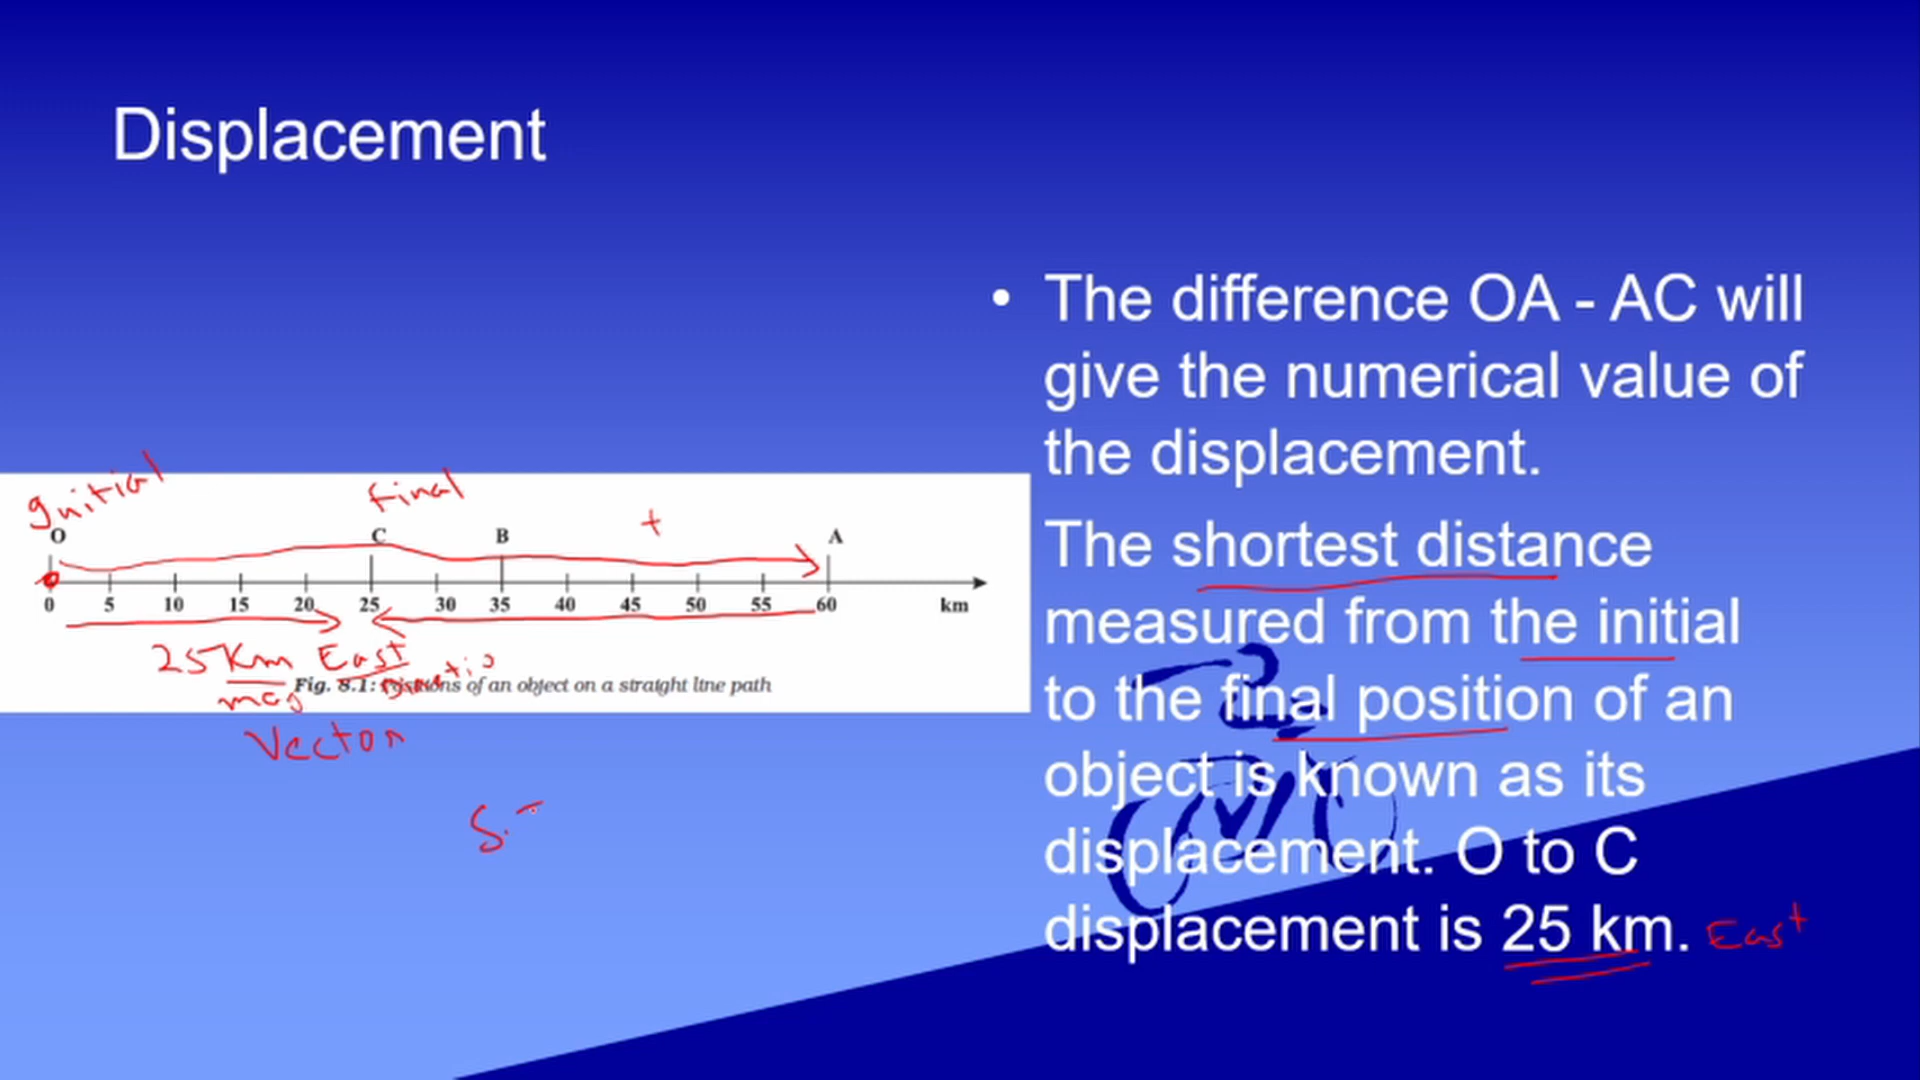 Displacement
• The difference OA - AC will
give the numerical value of
the displacement.
The shortest distance
measured from the initial
to the final position of an
object is known as its
displacement. O to C
displacement is 25 km. East
Initial final
+
O C B A
0 5 10 15 20 25 30 35 40 45 50 55 60 km
25 Km East
Fig. 8.1: Positions of an object on a straight line path
mag
Vector
S.